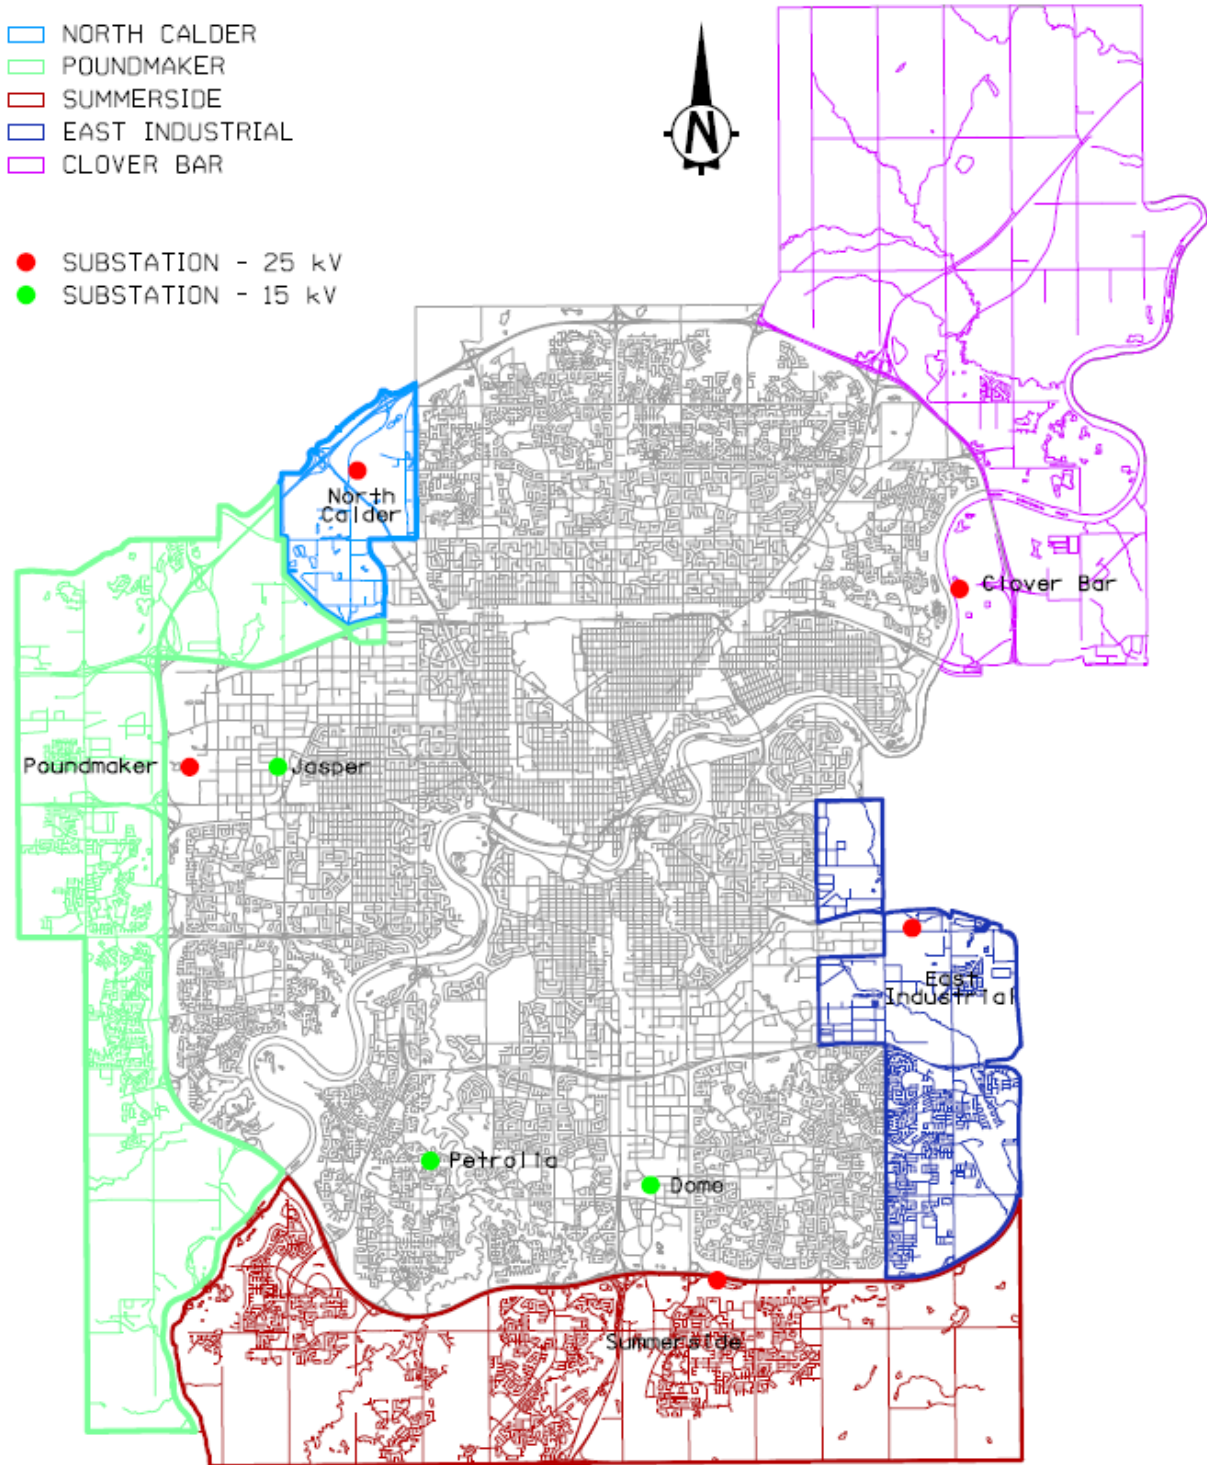 NORTH CALDER
POUNDMAKER
SUMMERSIDE
EAST INDUSTRIAL
CLOVER BAR
N
SUBSTATION - 25 kV
SUBSTATION - 15 kV
North
Calder
Clover Bar
Poundmaker
Jasper
East
Industrial
Petrolia
Dome
Summerside